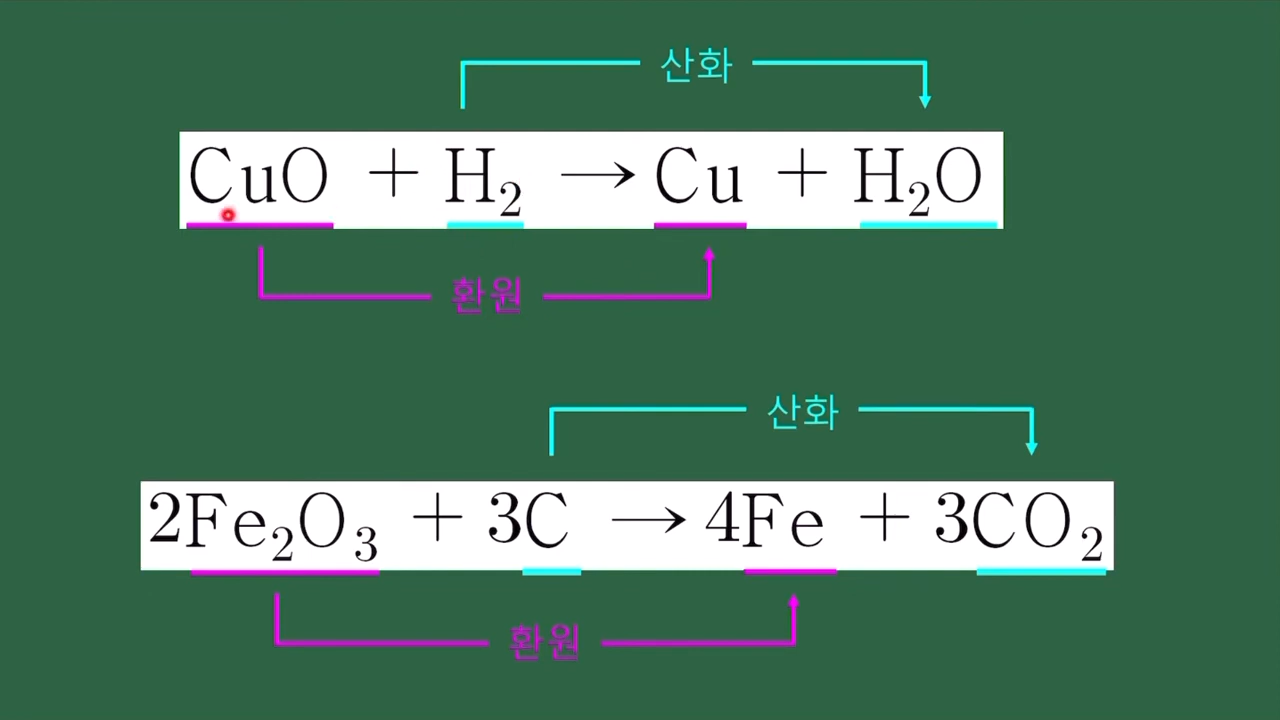 산화
CuO + H₂ → Cu + H₂O
환원
산화
2Fe₂O₃ + 3C → 4Fe + 3CO₂
환원